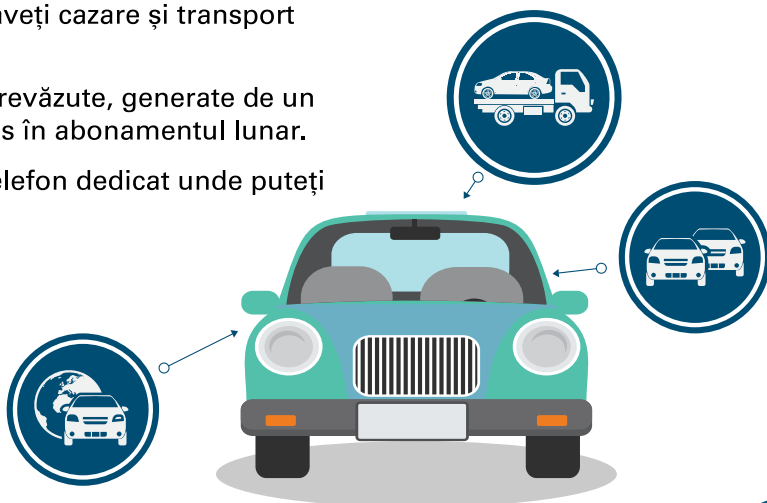 aveți cazare și transport
revăzute, generate de un
s în abonamentul lunar.
elefon dedicat unde puteți